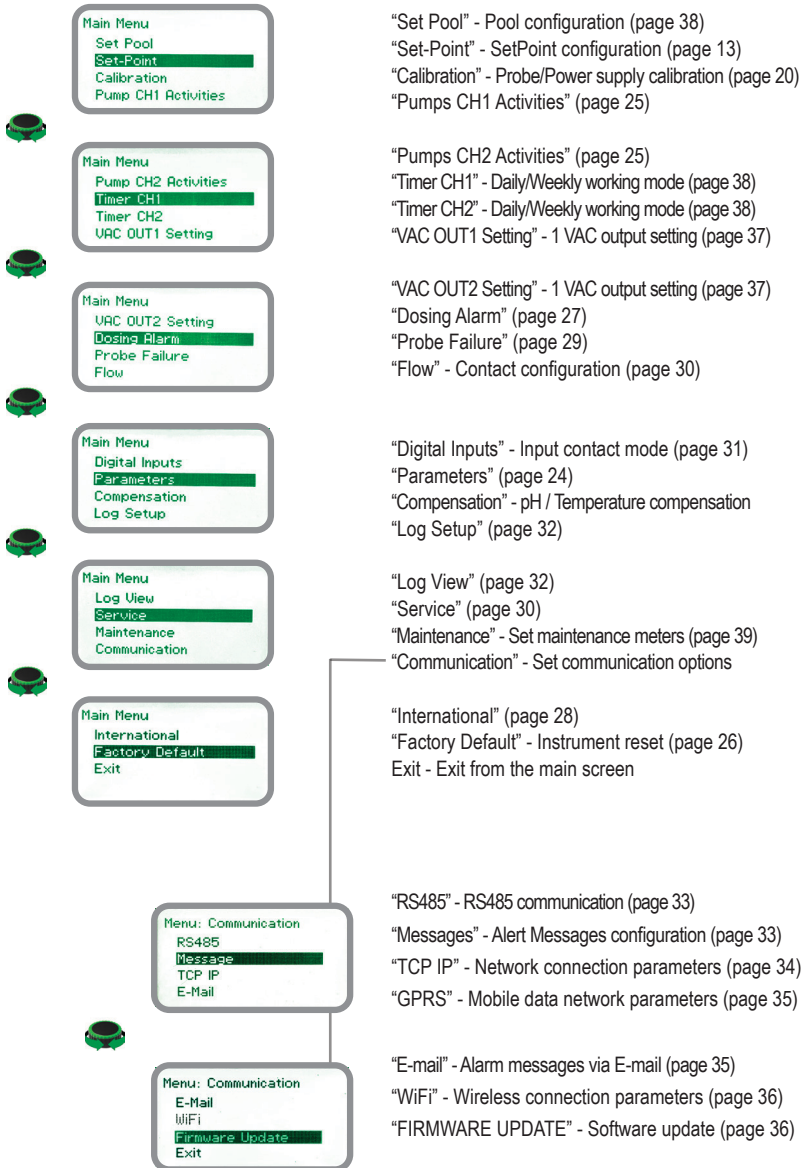 Main Menu
Set Pool
Set-Point
Calibration
Pump CH1 Activities
“Set Pool” - Pool configuration (page 38)
“Set-Point” - SetPoint configuration (page 13)
“Calibration” - Probe/Power supply calibration (page 20)
“Pumps CH1 Activities” (page 25)
Main Menu
Pump CH2 Activities
Timer CH1
Timer CH2
VAC OUT1 Setting
“Pumps CH2 Activities” (page 25)
“Timer CH1” - Daily/Weekly working mode (page 38)
“Timer CH2” - Daily/Weekly working mode (page 38)
“VAC OUT1 Setting” - 1 VAC output setting (page 37)
Main Menu
VAC OUT2 Setting
Dosing Alarm
Probe Failure
Flow
“VAC OUT2 Setting” - 1 VAC output setting (page 37)
“Dosing Alarm” (page 27)
“Probe Failure” (page 29)
“Flow” - Contact configuration (page 30)
Main Menu
Digital Inputs
Parameters
Compensation
Log Setup
“Digital Inputs” - Input contact mode (page 31)
“Parameters” (page 24)
“Compensation” - pH / Temperature compensation
“Log Setup” (page 32)
Main Menu
Log View
Service
Maintenance
Communication
“Log View” (page 32)
“Service” (page 30)
“Maintenance” - Set maintenance meters (page 39)
“Communication” - Set communication options
Main Menu
International
Factory Default
Exit
“International” (page 28)
“Factory Default” - Instrument reset (page 26)
Exit - Exit from the main screen
Menu: Communication
RS485
Message
TCP IP
E-Mail
“RS485” - RS485 communication (page 33)
“Messages” - Alert Messages configuration (page 33)
“TCP IP” - Network connection parameters (page 34)
“GPRS” - Mobile data network parameters (page 35)
Menu: Communication
E-Mail
WiFi
Firmware Update
Exit
“E-mail” - Alarm messages via E-mail (page 35)
“WiFi” - Wireless connection parameters (page 36)
“FIRMWARE UPDATE” - Software update (page 36)